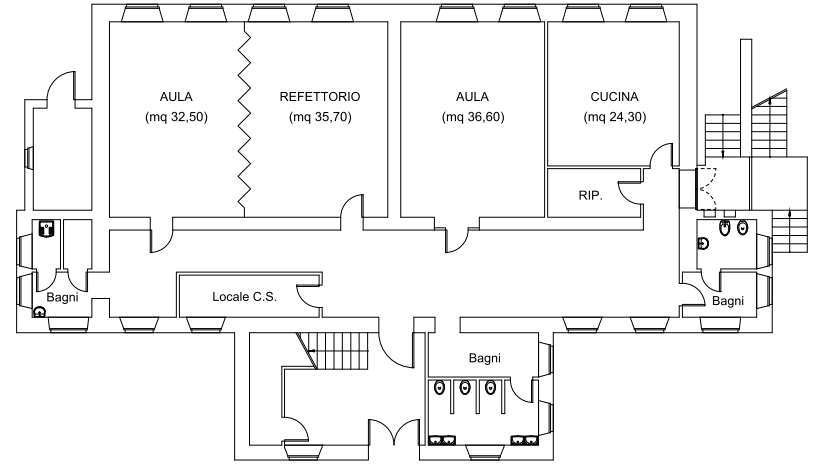 AULA
(mq 32,50)
REFETTORIO
(mq 35,70)
AULA
(mq 36,60)
CUCINA
(mq 24,30)
RIP.
Bagni
Locale C.S.
Bagni
Bagni